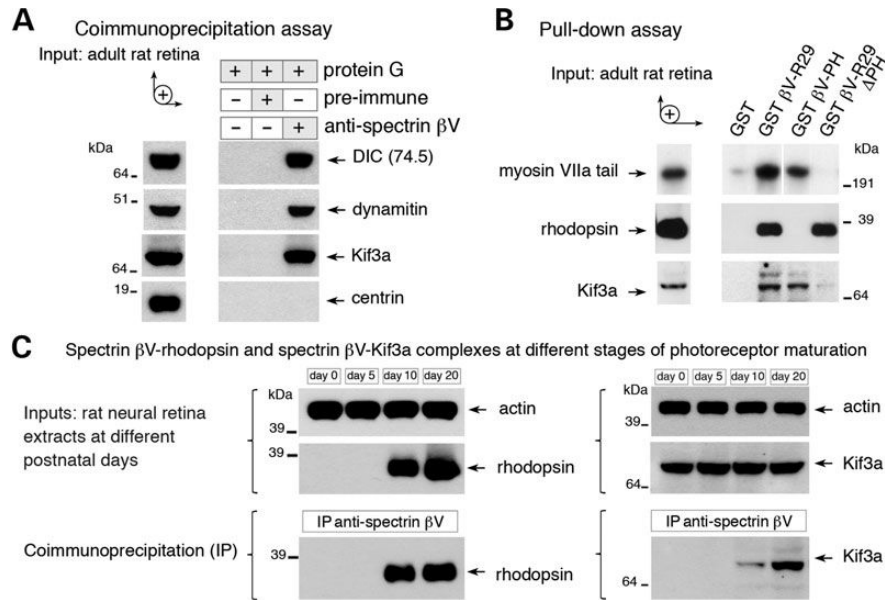 A
Coimmunoprecipitation assay
Input: adult rat retina
+
+ + + protein G
– + – pre-immune
– – + anti-spectrin βV
kDa
64
DIC (74.5)
51
dynamitin
64
Kif3a
19
centrin
B
Pull-down assay
Input: adult rat retina
+
GST
GST βV-R29
GST βV-PH
GST βV-R29 ΔPH
kDa
myosin VIIa tail
191
rhodopsin
39
Kif3a
64
C
Spectrin βV-rhodopsin and spectrin βV-Kif3a complexes at different stages of photoreceptor maturation
Inputs: rat neural retina
extracts at different
postnatal days
kDa
day 0 day 5 day 10 day 20
39
actin
39
rhodopsin
kDa
day 0 day 5 day 10 day 20
39
actin
64
Kif3a
Coimmunoprecipitation (IP)
IP anti-spectrin βV
39
rhodopsin
IP anti-spectrin βV
64
Kif3a